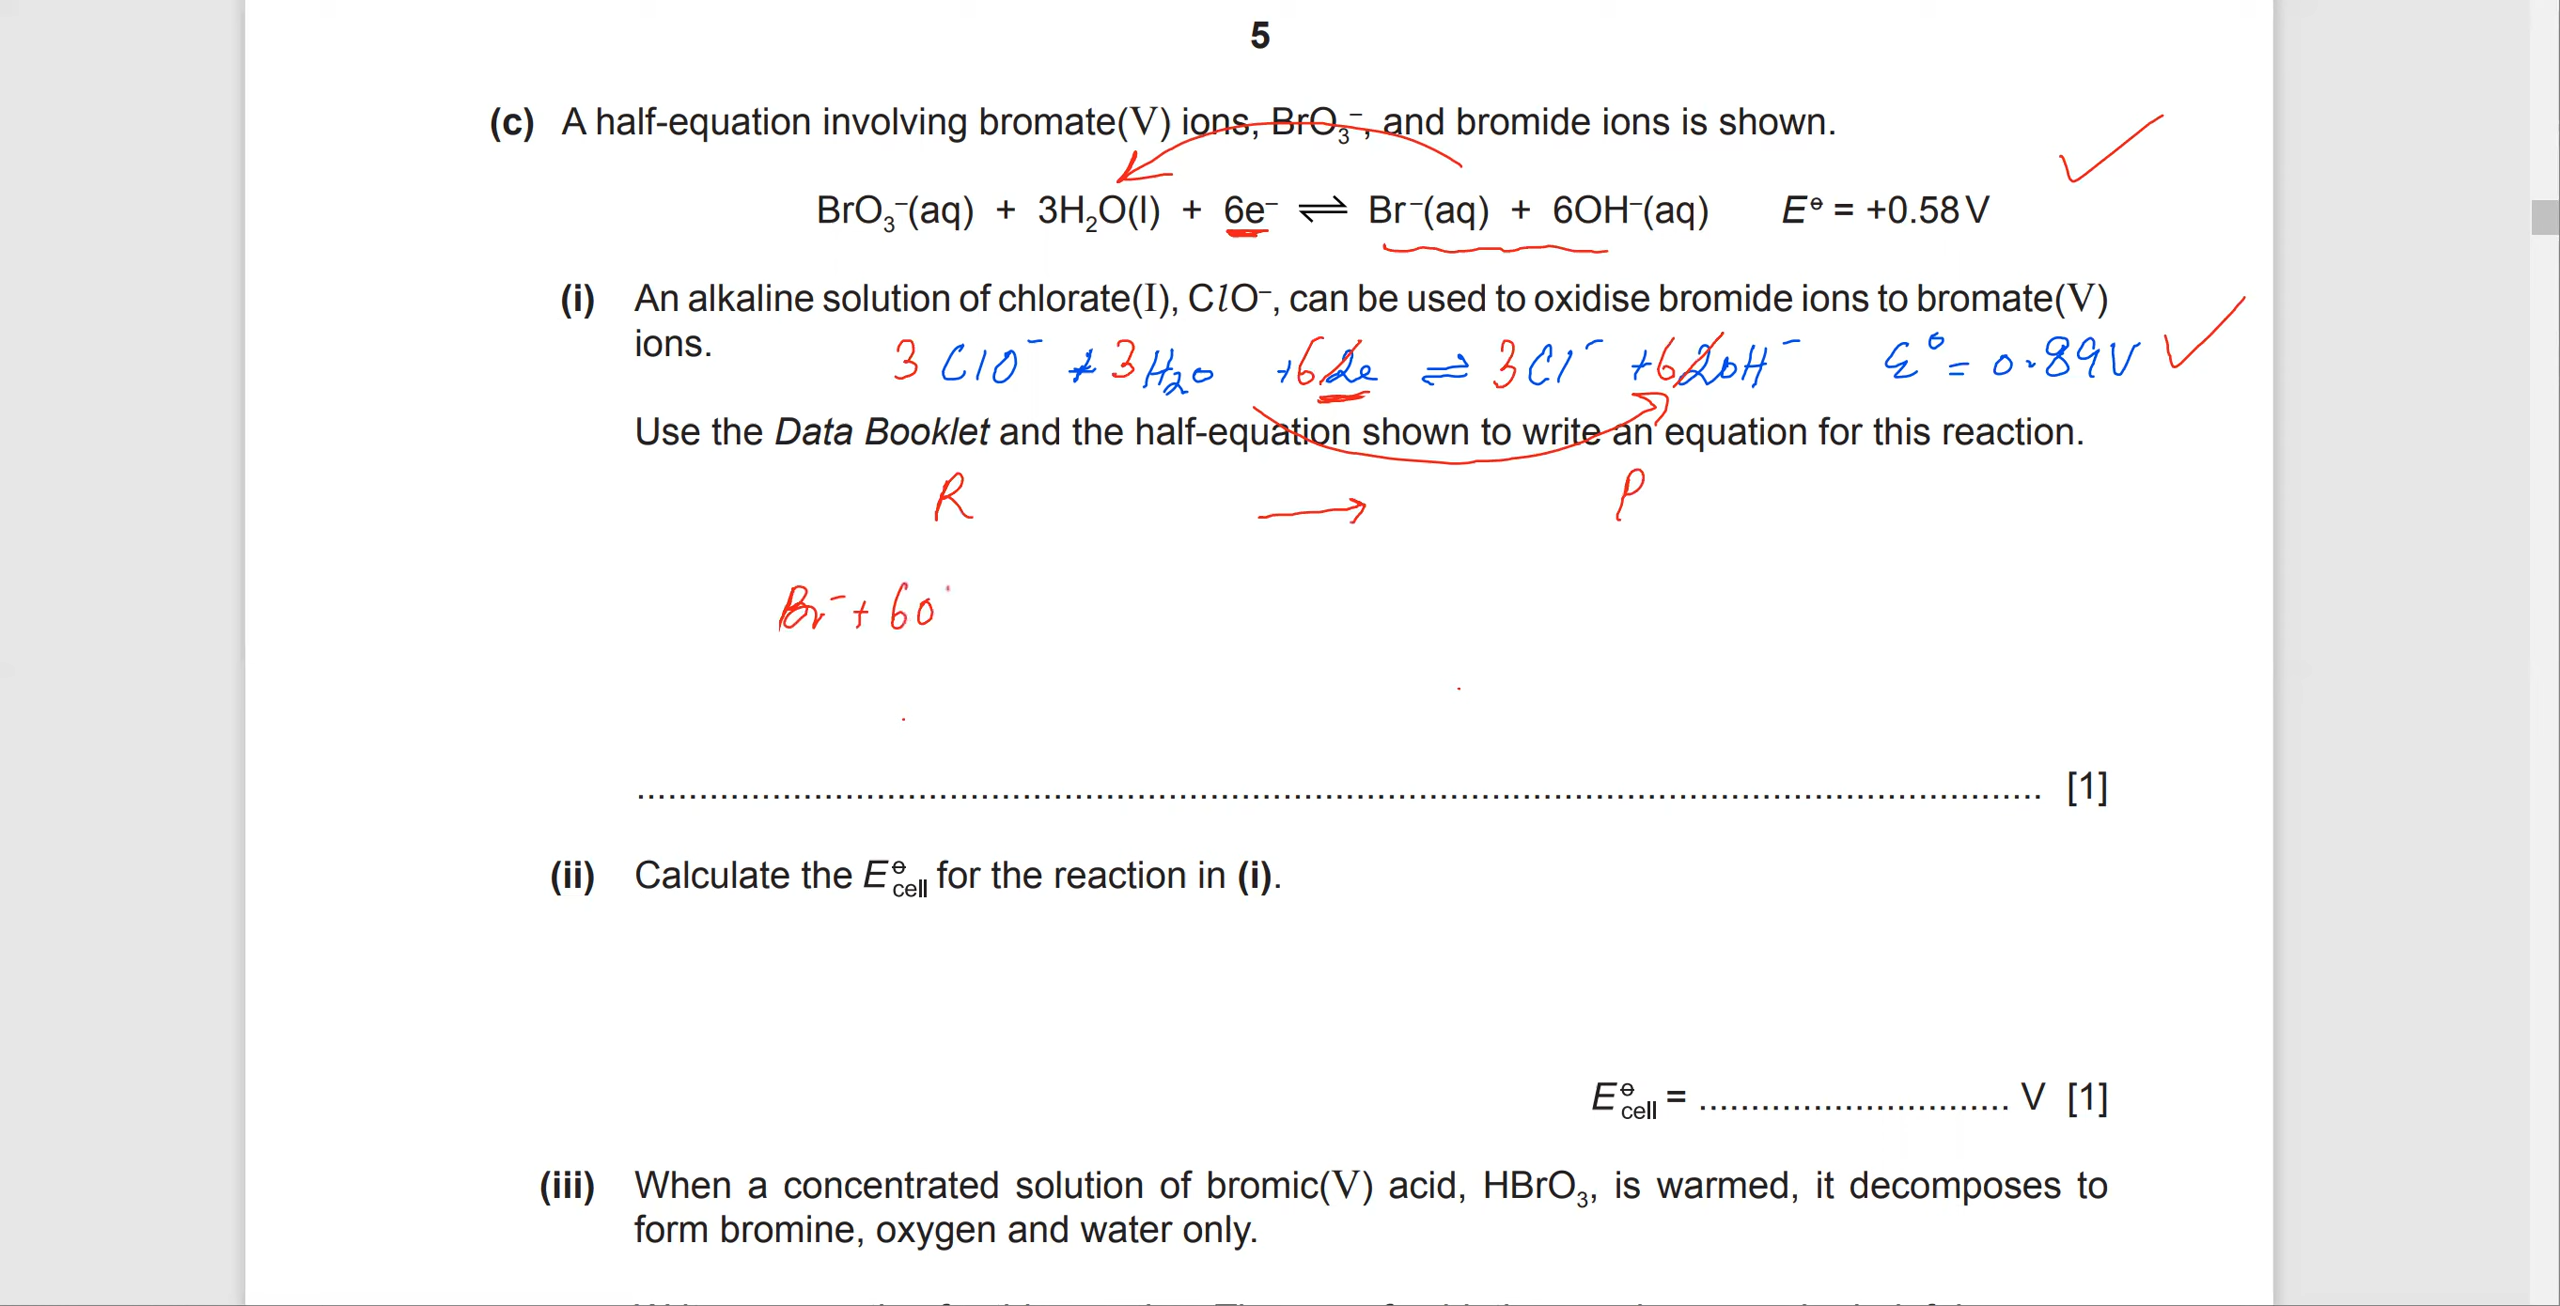 5
(c) A half-equation involving bromate(V) ions, BrO₃⁻, and bromide ions is shown.
BrO₃⁻(aq) + 3H₂O(l) + 6e⁻ ⇌ Br⁻(aq) + 6OH⁻(aq) E⦵ = +0.58 V
(i) An alkaline solution of chlorate(I), ClO⁻, can be used to oxidise bromide ions to bromate(V)
ions.
3 ClO⁻ + 3 H₂O +6 2e ⇌ 3 Cl⁻ +6 2OH⁻ E° = 0.89V
Use the Data Booklet and the half-equation shown to write an equation for this reaction.
R → P
Br⁻ + 6O
........................................ [1]
(ii) Calculate the E⦵cell for the reaction in (i).
E⦵cell = .............................. V [1]
(iii) When a concentrated solution of bromic(V) acid, HBrO₃, is warmed, it decomposes to
form bromine, oxygen and water only.